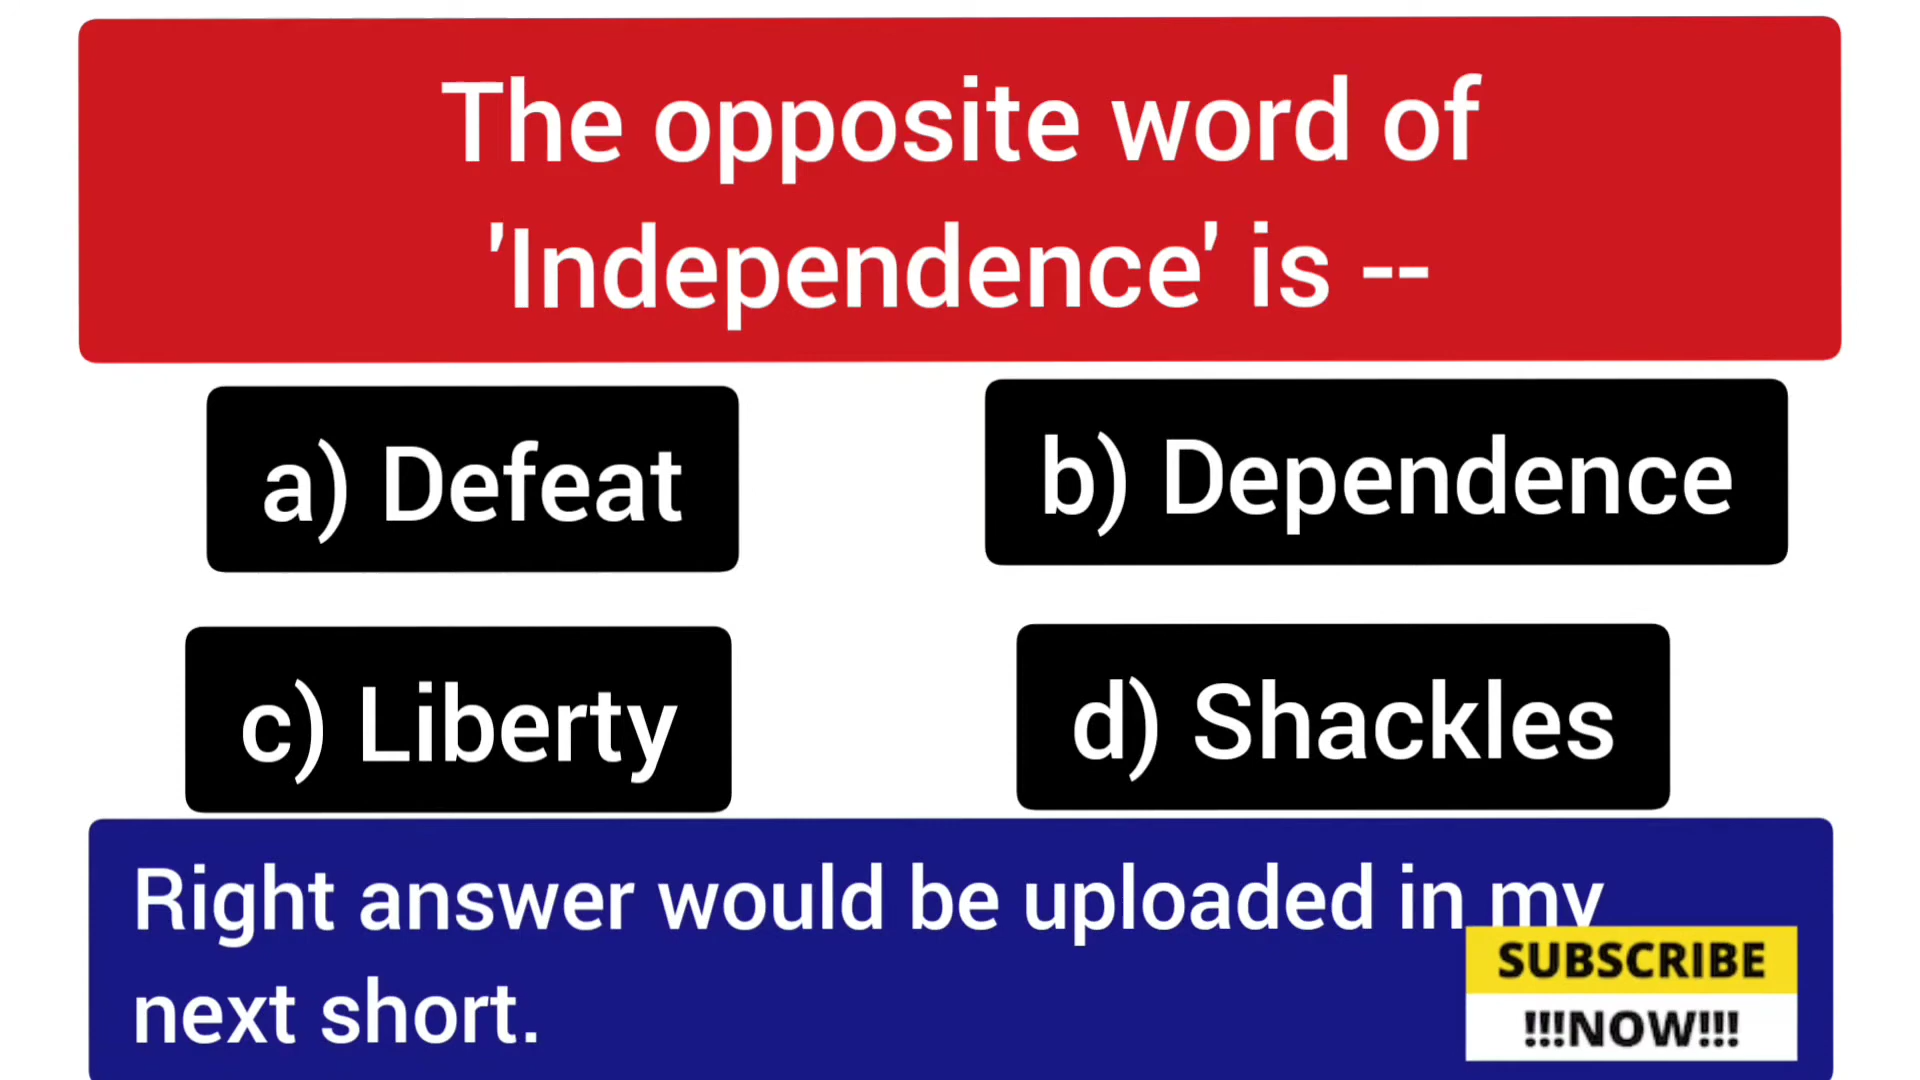 The opposite word of
'Independence' is --
a) Defeat
b) Dependence
c) Liberty
d) Shackles
Right answer would be uploaded in my
next short.
SUBSCRIBE
!!!NOW!!!